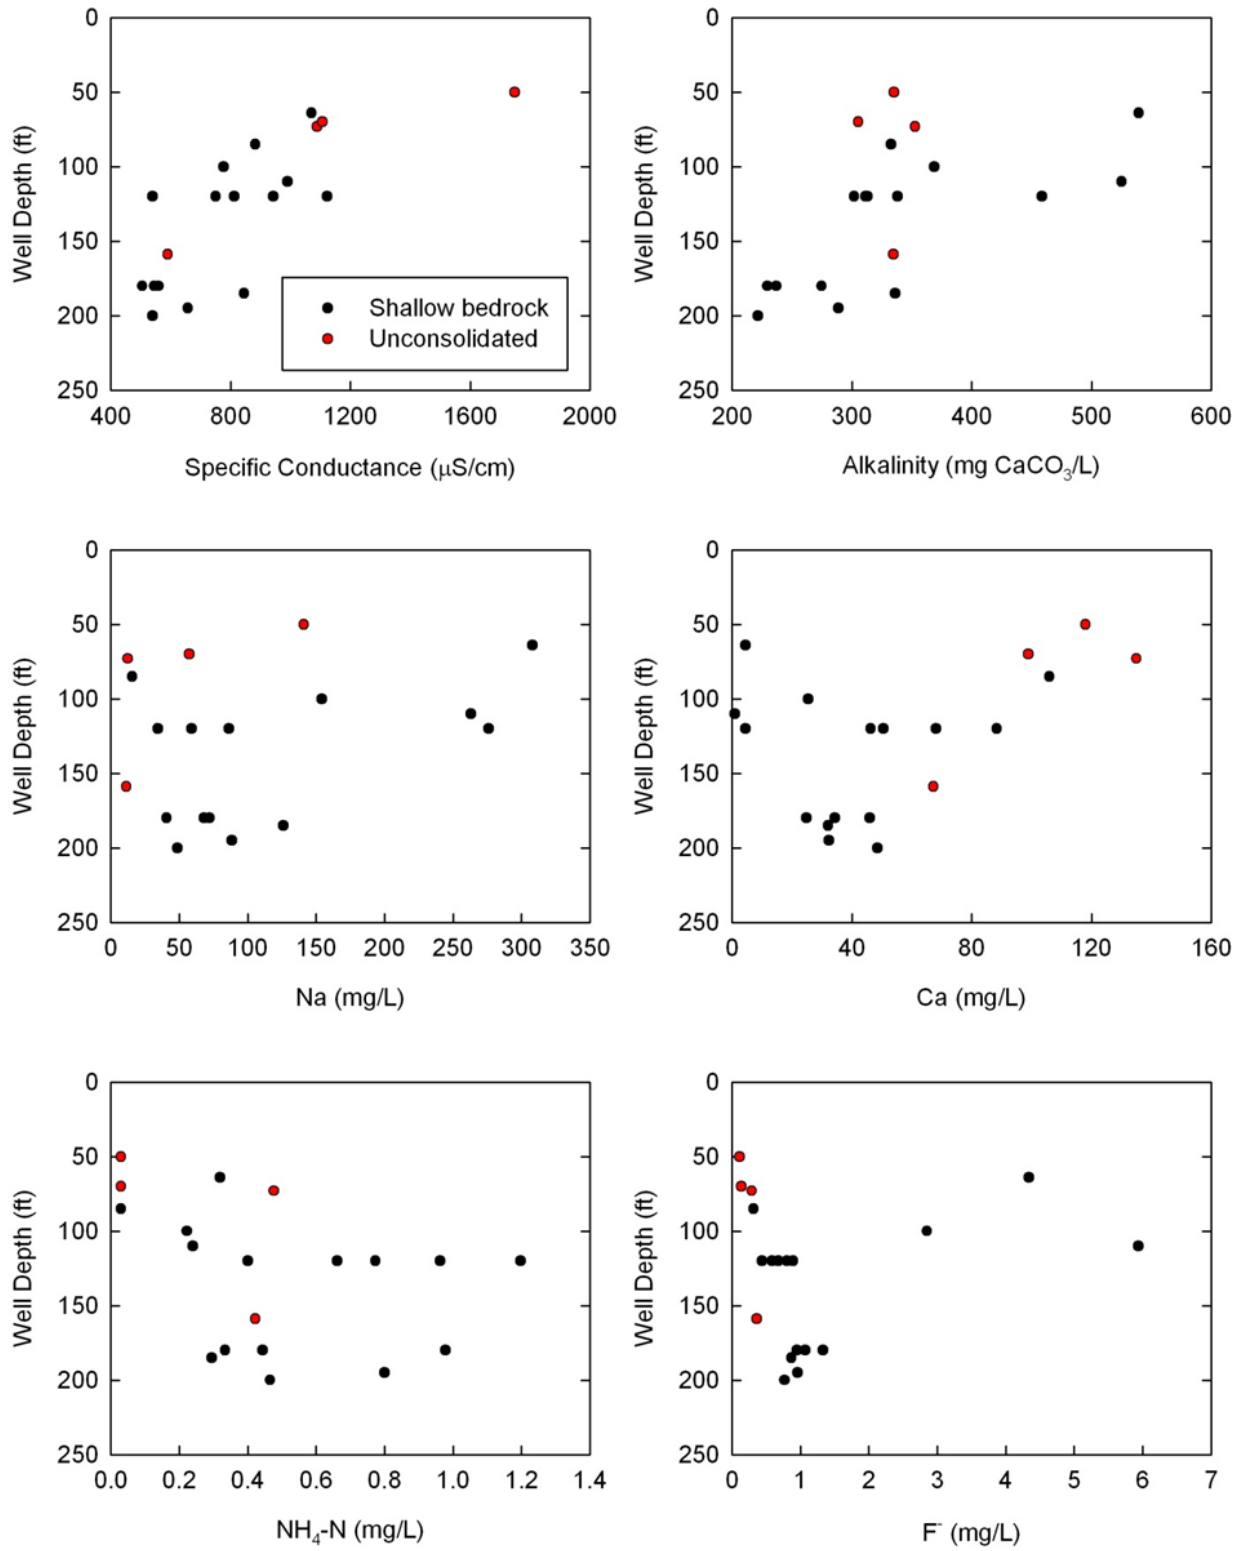 0
50
100
150
200
250
Well Depth (ft)
400 800 1200 1600 2000
Specific Conductance (μS/cm)
Shallow bedrock
Unconsolidated
0
50
100
150
200
250
Well Depth (ft)
200 300 400 500 600
Alkalinity (mg CaCO₃/L)
0
50
100
150
200
250
Well Depth (ft)
0 50 100 150 200 250 300 350
Na (mg/L)
0
50
100
150
200
250
Well Depth (ft)
0 40 80 120 160
Ca (mg/L)
0
50
100
150
200
250
Well Depth (ft)
0.0 0.2 0.4 0.6 0.8 1.0 1.2 1.4
NH₄-N (mg/L)
0
50
100
150
200
250
Well Depth (ft)
0 1 2 3 4 5 6 7
F⁻ (mg/L)